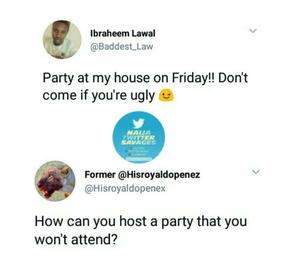 Ibraheem Lawal
@Baddest_Law
Party at my house on Friday!! Don't
come if you're ugly
NAIJA
TWITTER
SAVAGES
Former @Hisroyaldopenez
@Hisroyaldopenex
How can you host a party that you
won't attend?